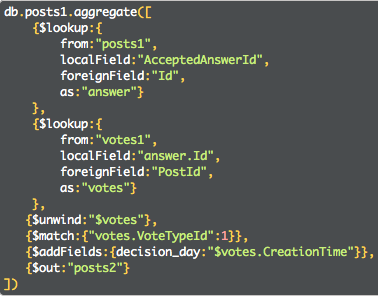 db.posts1.aggregate([
{$lookup:{
from:"posts1",
localField:"AcceptedAnswerId",
foreignField:"Id",
as:"answer"}
},
{$lookup:{
from:"votes1",
localField:"answer.Id",
foreignField:"PostId",
as:"votes"}
},
{$unwind:"$votes"},
{$match:{"votes.VoteTypeId":1}},
{$addFields:{decision_day:"$votes.CreationTime"}},
{$out:"posts2"}
])